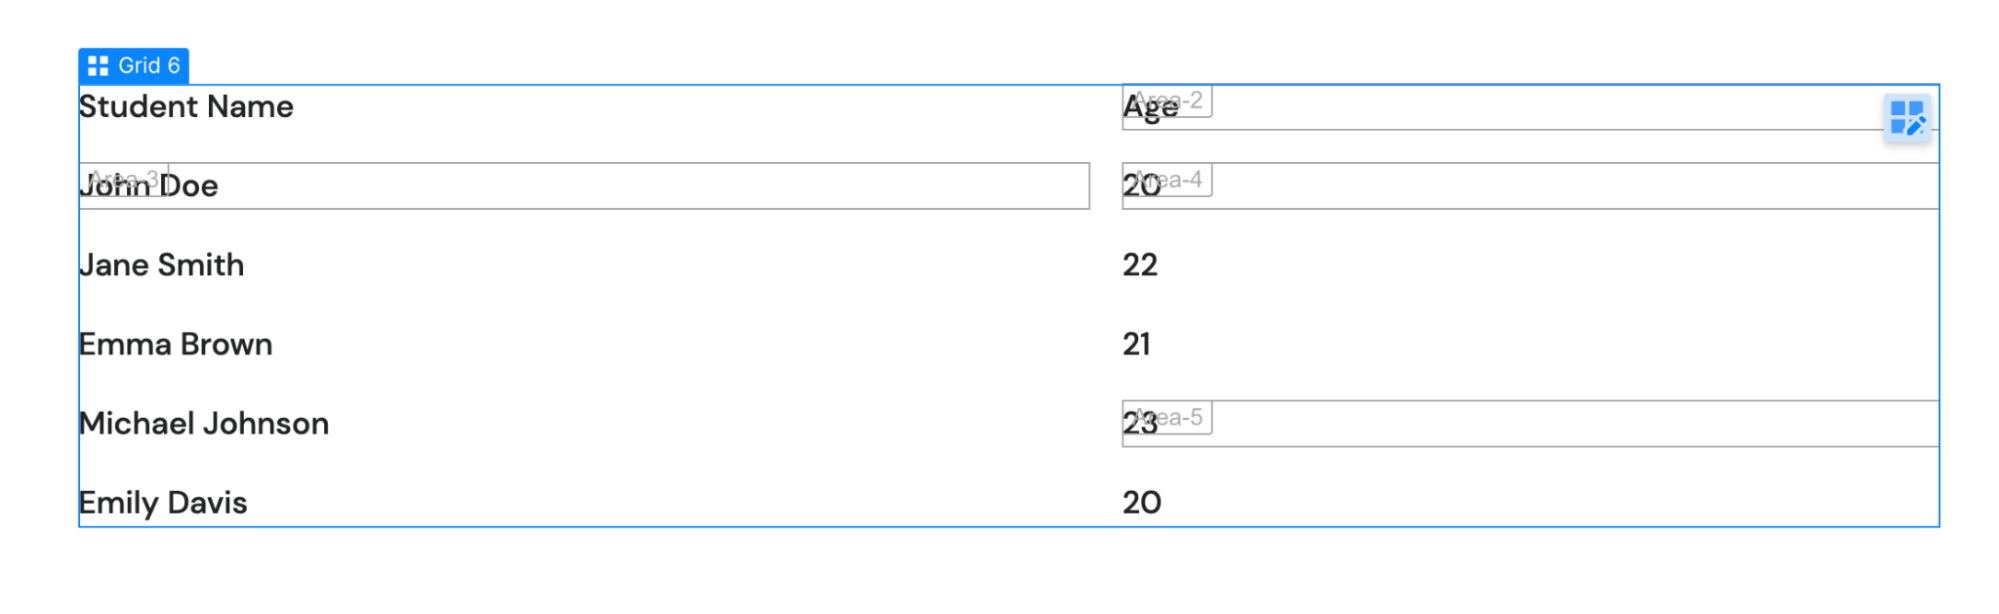 Grid 6
Student Name Age Area-2
Area-3 John Doe 20 Area-4
Jane Smith 22
Emma Brown 21
Michael Johnson 23 Area-5
Emily Davis 20